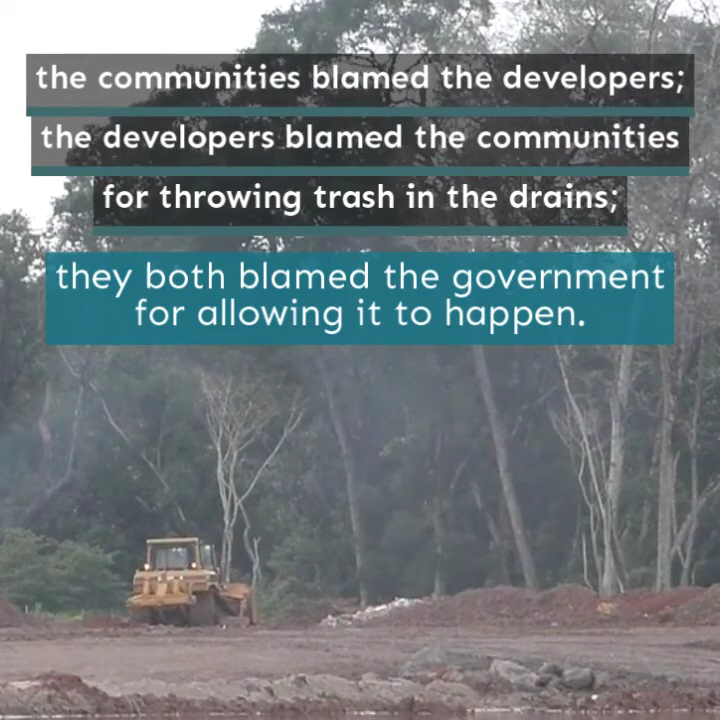 the communities blamed the developers;
the developers blamed the communities
for throwing trash in the drains;
they both blamed the government
for allowing it to happen.